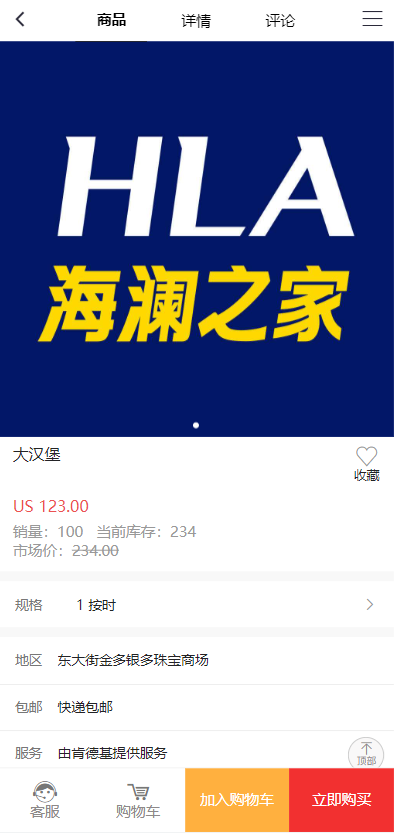 商品 详情 评论
HLA
海澜之家
大汉堡
收藏
US 123.00
销量：100 当前库存：234
市场价：234.00
规格 1 按时
地区 东大街金多银多珠宝商场
包邮 快递包邮
服务 由肯德基提供服务
顶部
客服 购物车 加入购物车 立即购买